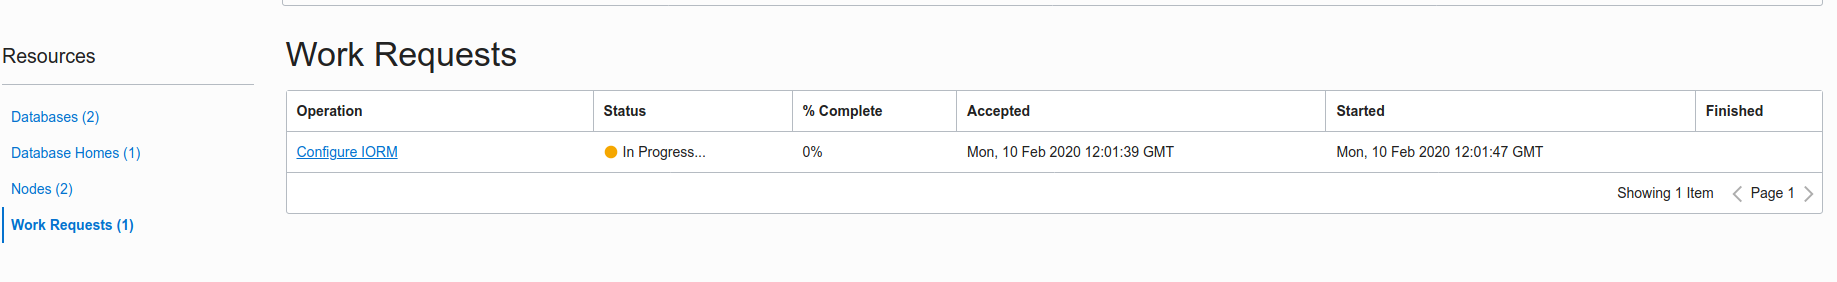 Resources
Databases (2)
Database Homes (1)
Nodes (2)
Work Requests (1)
Work Requests
Operation Status % Complete Accepted Started Finished
Configure IORM In Progress... 0% Mon, 10 Feb 2020 12:01:39 GMT Mon, 10 Feb 2020 12:01:47 GMT
Showing 1 Item Page 1